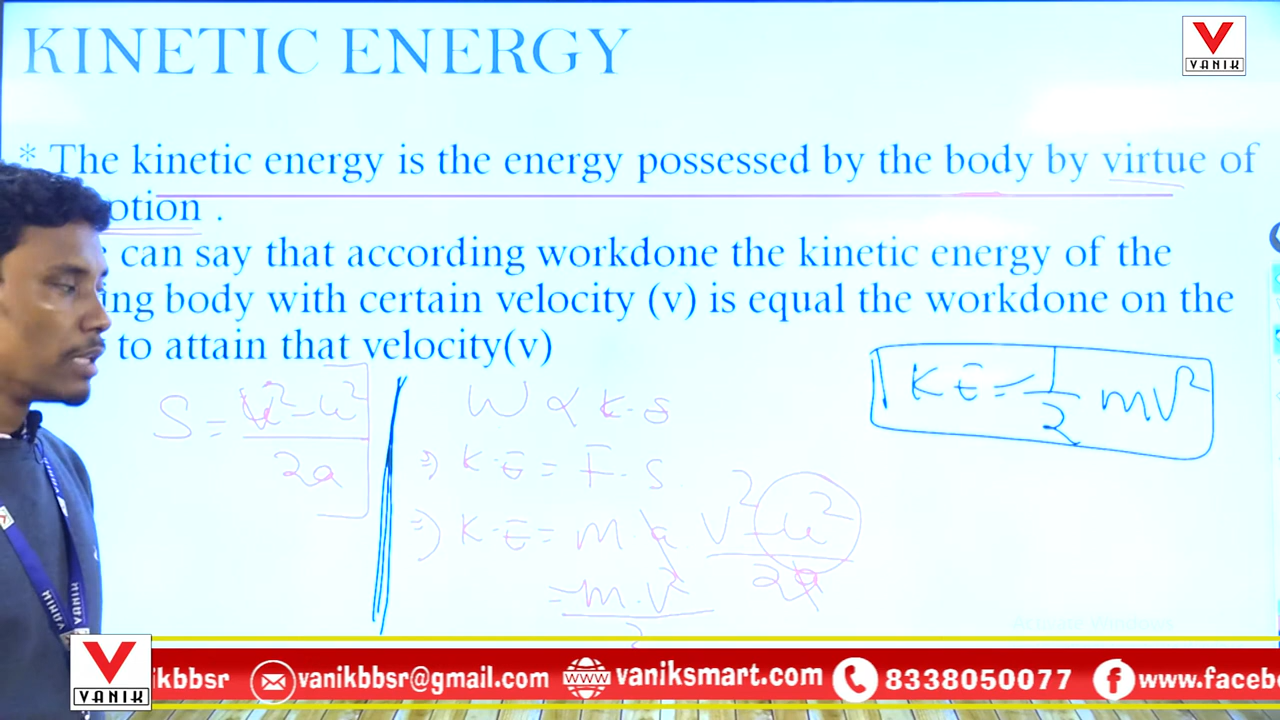 KINETIC ENERGY
VANIK
* The kinetic energy is the energy possessed by the body by virtue of
otion .
can say that according workdone the kinetic energy of the
ing body with certain velocity (v) is equal the workdone on the
to attain that velocity(v)
S = v² - u² / 2a
W ∝ k.
⇒ K.E = F. s
⇒ K.E = m. a v² - u² / 2a
= m. v² /
KE = 1/2 mv²
VANIK
VANIK
kbbsr
vanikbbsr@gmail.com
www
vaniksmart.com
8338050077
f www.faceb